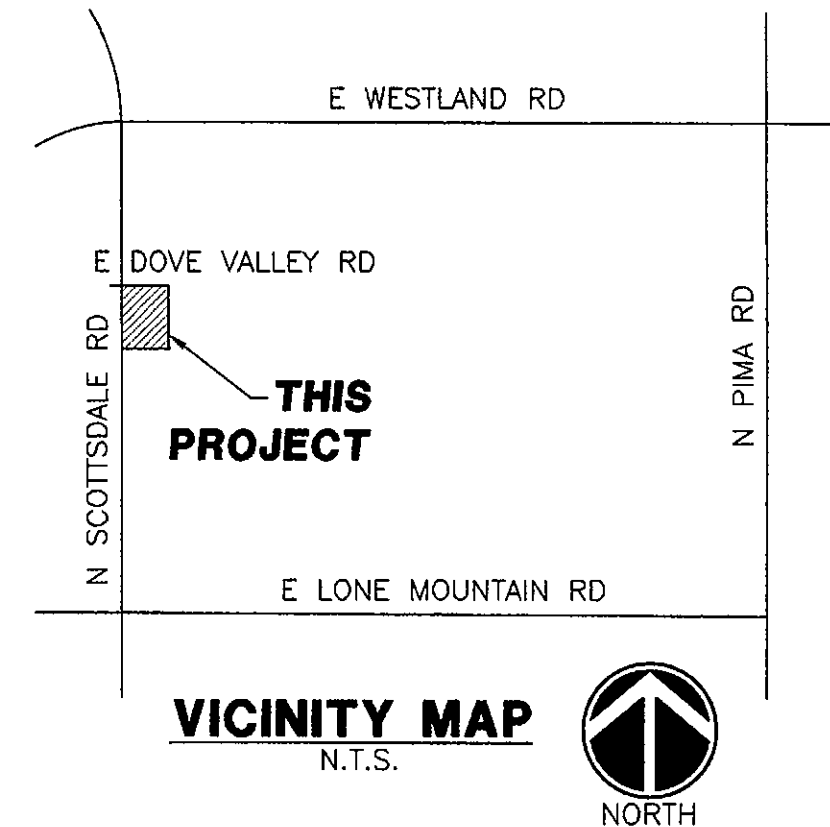 E WESTLAND RD
E DOVE VALLEY RD
N SCOTTSDALE RD
N PIMA RD
THIS
PROJECT
E LONE MOUNTAIN RD
VICINITY MAP
N.T.S.
NORTH